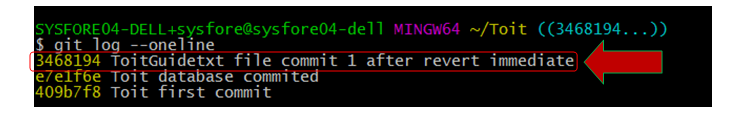 SYSFORE04-DELL+sysfore@sysfore04-dell MINGW64 ~/Toit ((3468194...))
$ git log --oneline
3468194 ToitGuidetxt file commit 1 after revert immediate
e7e1f6e Toit database commited
409b7f8 Toit first commit